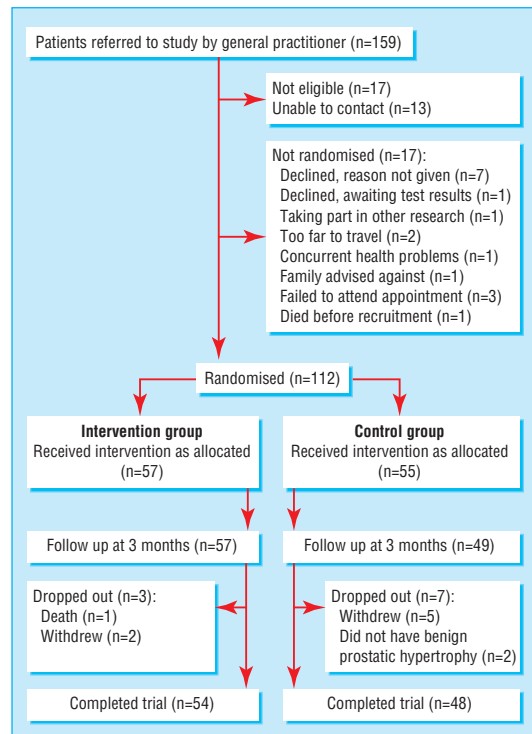 Patients referred to study by general practitioner (n=159)
Not eligible (n=17)
Unable to contact (n=13)
Not randomised (n=17):
Declined, reason not given (n=7)
Declined, awaiting test results (n=1)
Taking part in other research (n=1)
Too far to travel (n=2)
Concurrent health problems (n=1)
Family advised against (n=1)
Failed to attend appointment (n=3)
Died before recruitment (n=1)
Randomised (n=112)
Intervention group
Received intervention as allocated
(n=57)
Control group
Received intervention as allocated
(n=55)
Follow up at 3 months (n=57)
Follow up at 3 months (n=49)
Dropped out (n=3):
Death (n=1)
Withdrew (n=2)
Dropped out (n=7):
Withdrew (n=5)
Did not have benign
prostatic hypertrophy (n=2)
Completed trial (n=54)
Completed trial (n=48)